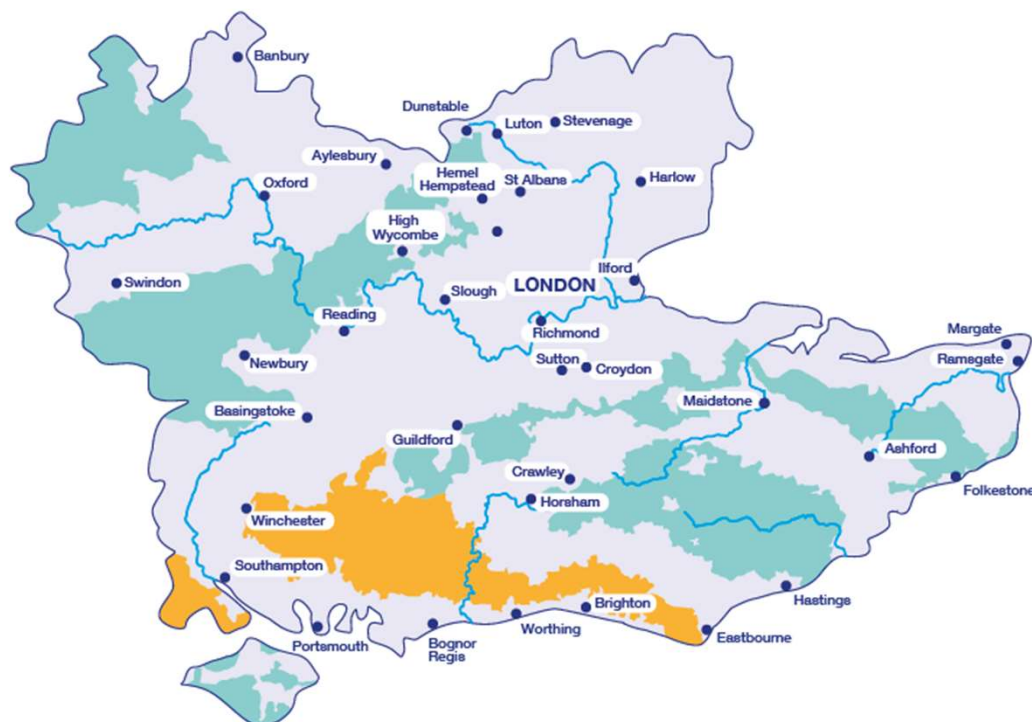 Banbury
Dunstable
Luton
Stevenage
Aylesbury
Hemel
Hempstead
St Albans
Harlow
Oxford
High
Wycombe
Swindon
Slough
LONDON
Ilford
Reading
Richmond
Margate
Ramsgate
Newbury
Sutton
Croydon
Basingstoke
Maidstone
Guildford
Ashford
Crawley
Folkestone
Horsham
Winchester
Southampton
Hastings
Brighton
Portsmouth
Bognor
Regis
Worthing
Eastbourne